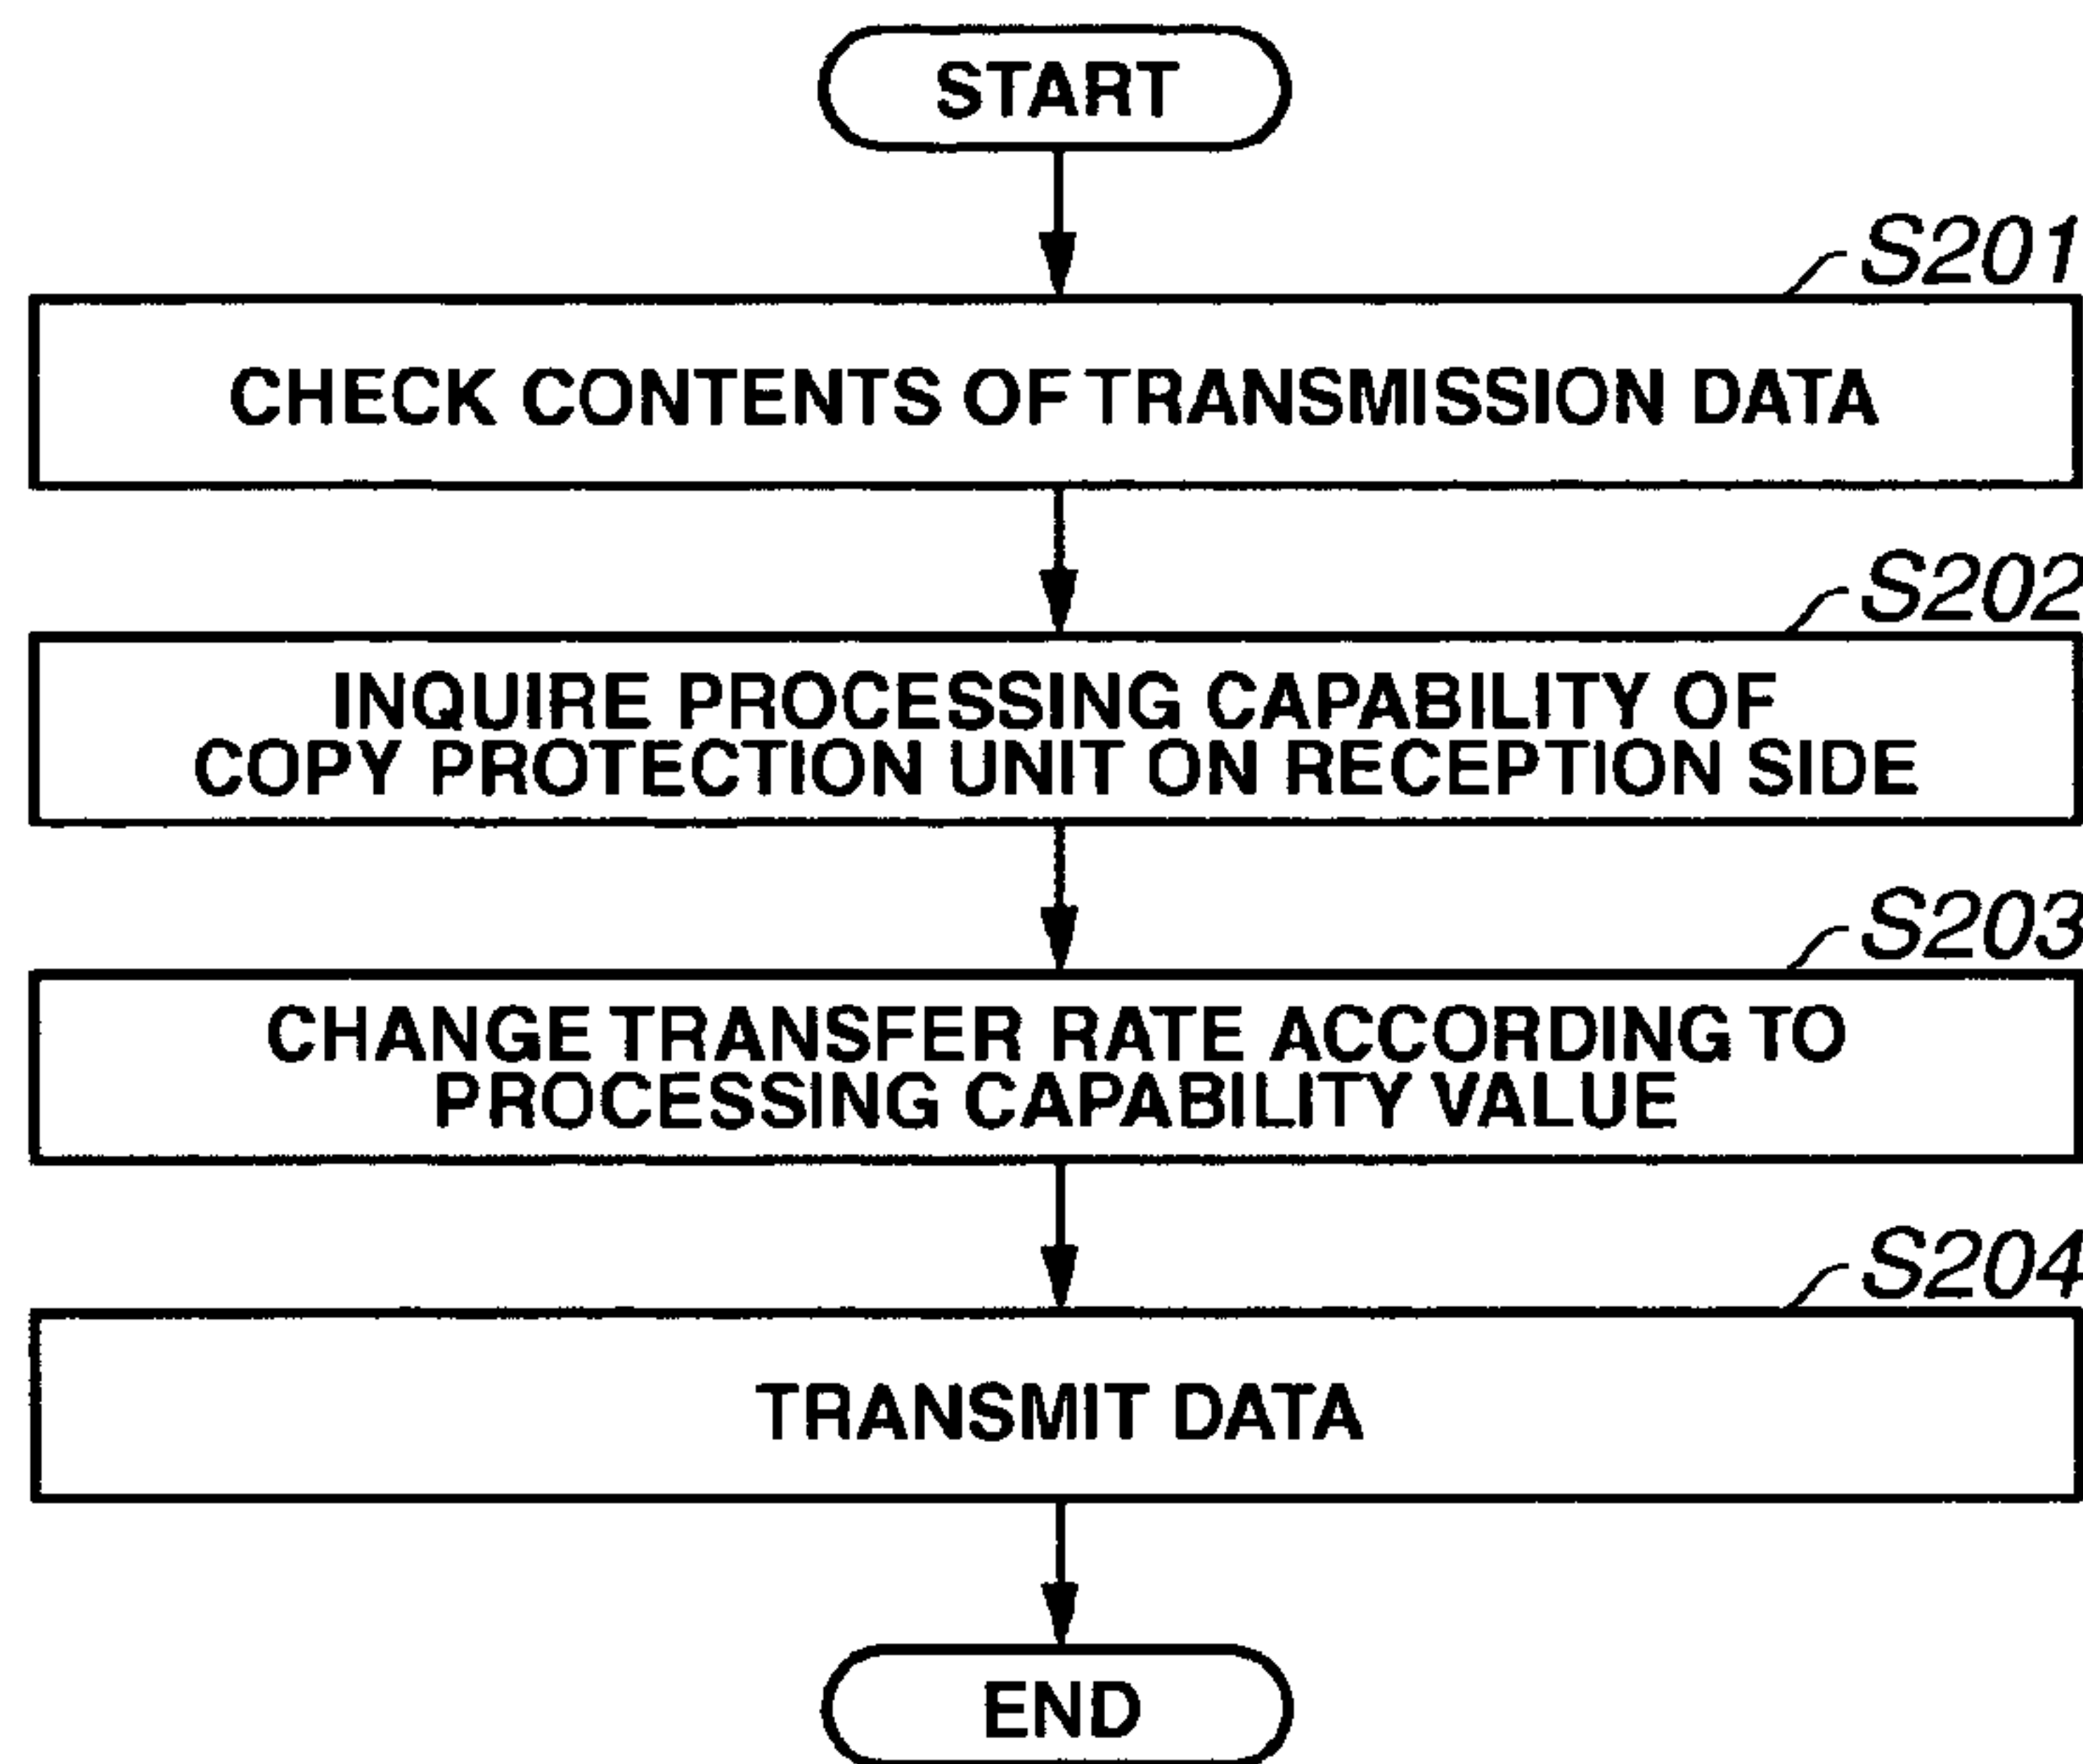 START
S201
CHECK CONTENTS OF TRANSMISSION DATA
S202
INQUIRE PROCESSING CAPABILITY OF
COPY PROTECTION UNIT ON RECEPTION SIDE
S203
CHANGE TRANSFER RATE ACCORDING TO
PROCESSING CAPABILITY VALUE
S204
TRANSMIT DATA
END